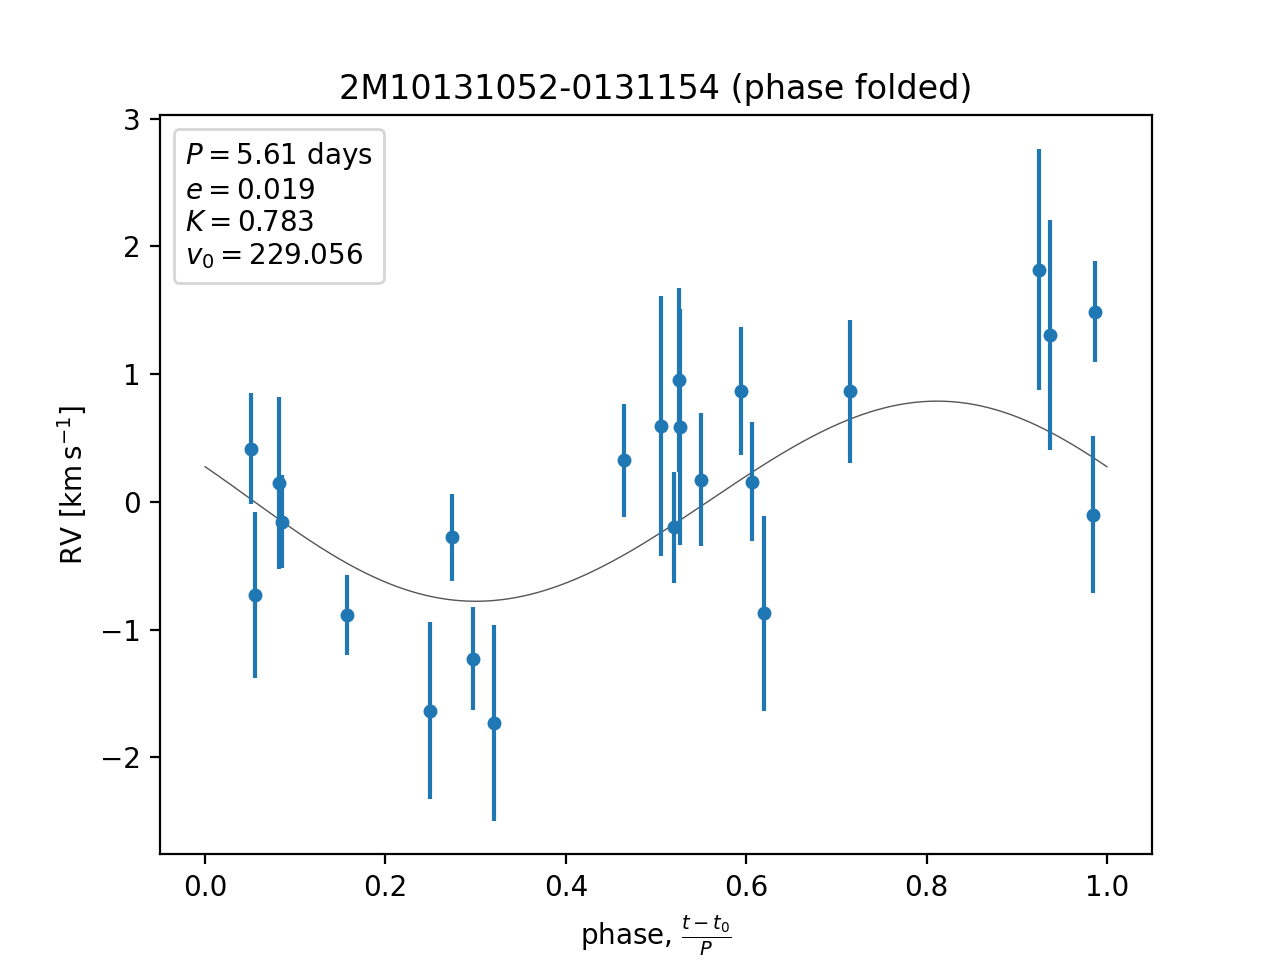 2M10131052-0131154 (phase folded)
P = 5.61 days
e = 0.019
K = 0.783
v₀ = 229.056
3
2
1
0
−1
−2
RV [km s⁻¹]
0.0 0.2 0.4 0.6 0.8 1.0
phase, (t − t₀)/P